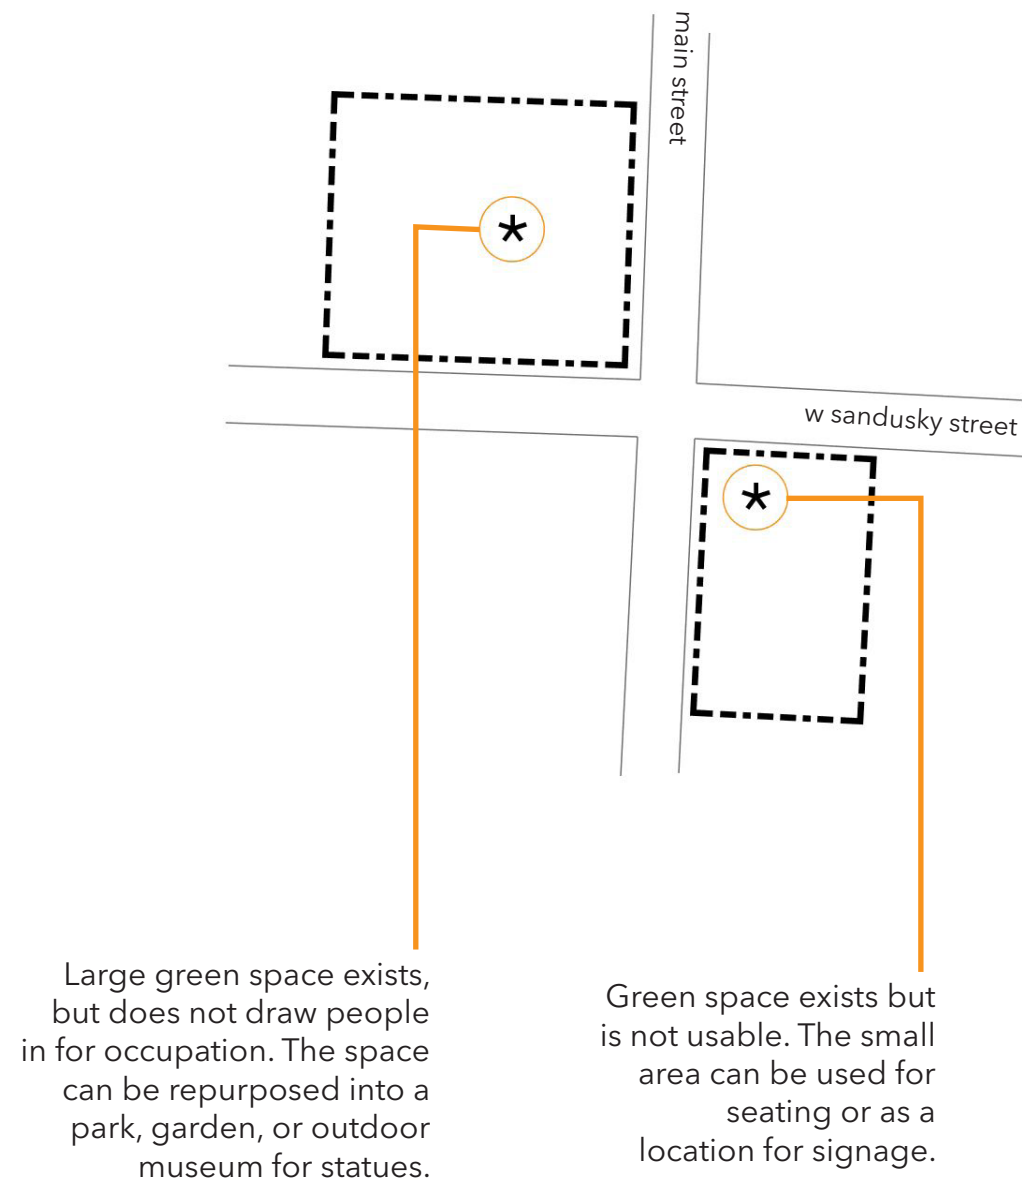 main street
w sandusky street
Large green space exists,
but does not draw people
in for occupation. The space
can be repurposed into a
park, garden, or outdoor
museum for statues.
Green space exists but
is not usable. The small
area can be used for
seating or as a
location for signage.